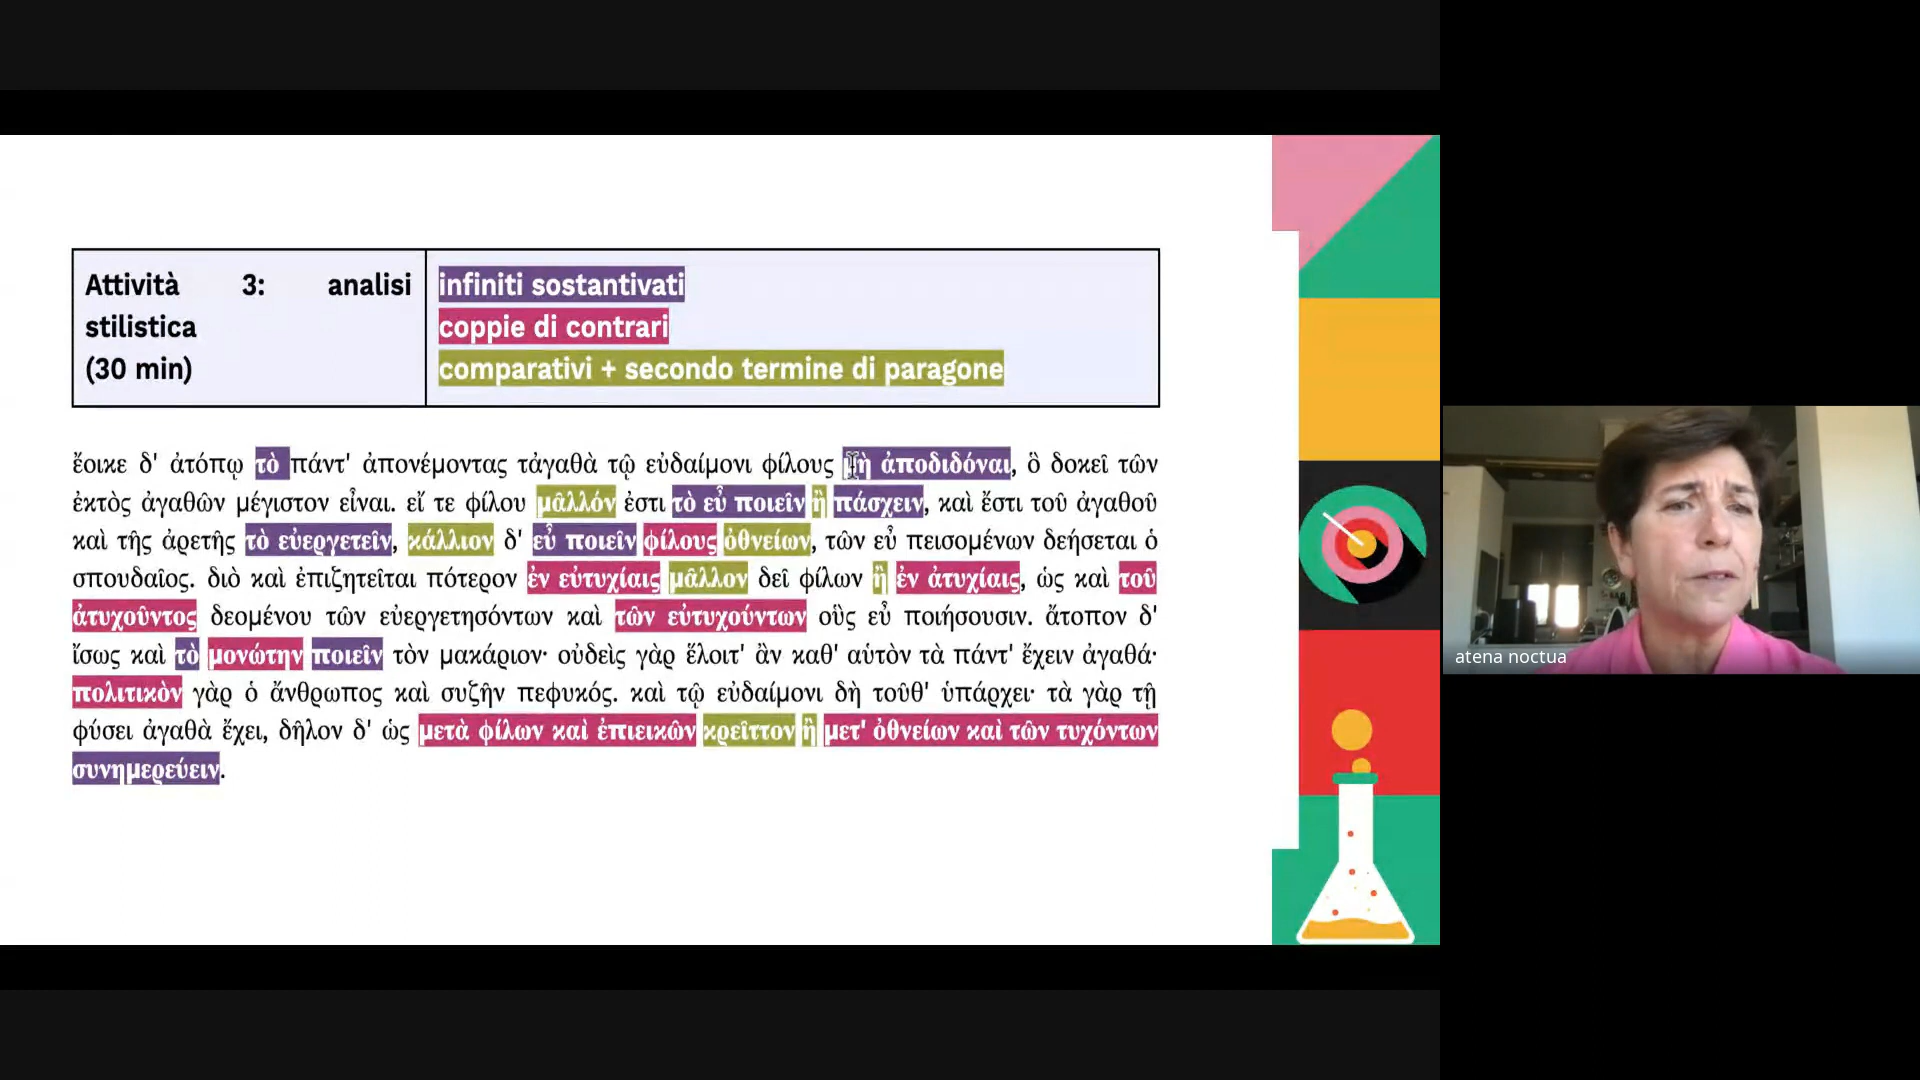 Attività 3: analisi
stilistica
(30 min)
infiniti sostantivati
coppie di contrari
comparativi + secondo termine di paragone
ἔοικε δ' ἀτόπῳ τὸ πάντ' ἀπονέμοντας τἀγαθὰ τῷ εὐδαίμονι φίλους μὴ ἀποδιδόναι, ὃ δοκεῖ τῶν
ἐκτὸς ἀγαθῶν μέγιστον εἶναι. εἴ τε φίλου μᾶλλόν ἐστι τὸ εὖ ποιεῖν ἢ πάσχειν, καὶ ἔστι τοῦ ἀγαθοῦ
καὶ τῆς ἀρετῆς τὸ εὐεργετεῖν, κάλλιον δ' εὖ ποιεῖν φίλους ὀθνείων, τῶν εὖ πεισομένων δεήσεται ὁ
σπουδαῖος. διὸ καὶ ἐπιζητεῖται πότερον ἐν εὐτυχίαις μᾶλλον δεῖ φίλων ἢ ἐν ἀτυχίαις, ὡς καὶ τοῦ
ἀτυχοῦντος δεομένου τῶν εὐεργετησόντων καὶ τῶν εὐτυχούντων οὓς εὖ ποιήσουσιν. ἄτοπον δ'
ἴσως καὶ τὸ μονώτην ποιεῖν τὸν μακάριον· οὐδεὶς γὰρ ἕλοιτ' ἂν καθ' αὑτὸν τὰ πάντ' ἔχειν ἀγαθά·
πολιτικὸν γὰρ ὁ ἄνθρωπος καὶ συζῆν πεφυκός. καὶ τῷ εὐδαίμονι δὴ τοῦθ' ὑπάρχει· τὰ γὰρ τῇ
φύσει ἀγαθὰ ἔχει, δῆλον δ' ὡς μετὰ φίλων καὶ ἐπιεικῶν κρεῖττον ἢ μετ' ὀθνείων καὶ τῶν τυχόντων
συνημερεύειν.
atena noctua